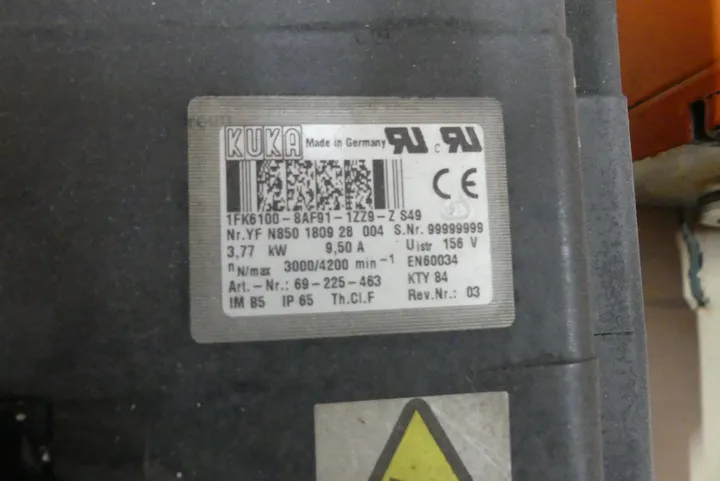 KUKA Made in Germany RU c RU
CE
1FK6100-8AF91-1ZZ9-Z S49
Nr.YF N850 1809 28 004 S.Nr. 99999999
3,77 kW 9,50 A Uistr 156 V
nN/max 3000/4200 min-1 EN60034
Art.-Nr.: 69-225-463 KTY 84
IM B5 IP 65 Th.Cl.F Rev.Nr.: 03